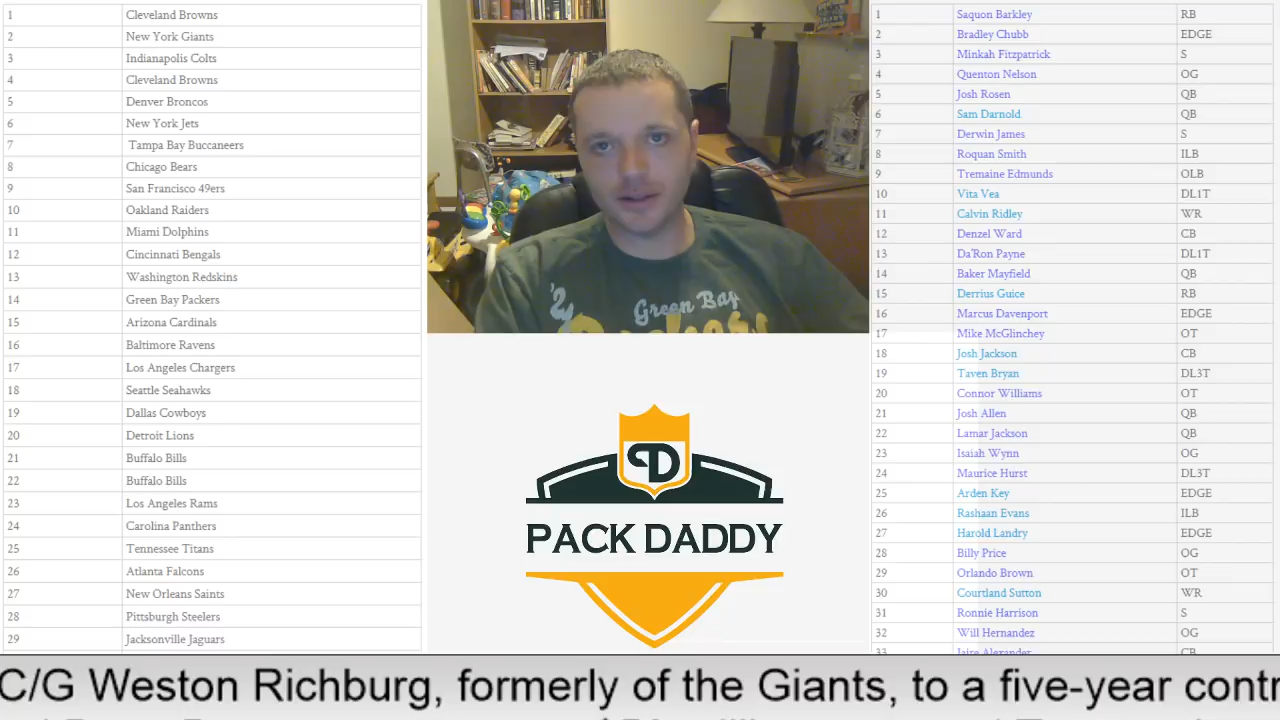 1 Cleveland Browns
2 New York Giants
3 Indianapolis Colts
4 Cleveland Browns
5 Denver Broncos
6 New York Jets
7 Tampa Bay Buccaneers
8 Chicago Bears
9 San Francisco 49ers
10 Oakland Raiders
11 Miami Dolphins
12 Cincinnati Bengals
13 Washington Redskins
14 Green Bay Packers
15 Arizona Cardinals
16 Baltimore Ravens
17 Los Angeles Chargers
18 Seattle Seahawks
19 Dallas Cowboys
20 Detroit Lions
21 Buffalo Bills
22 Buffalo Bills
23 Los Angeles Rams
24 Carolina Panthers
25 Tennessee Titans
26 Atlanta Falcons
27 New Orleans Saints
28 Pittsburgh Steelers
29 Jacksonville Jaguars
Green Bay
PD
PACK DADDY
1 Saquon Barkley RB
2 Bradley Chubb EDGE
3 Minkah Fitzpatrick S
4 Quenton Nelson OG
5 Josh Rosen QB
6 Sam Darnold QB
7 Derwin James S
8 Roquan Smith ILB
9 Tremaine Edmunds OLB
10 Vita Vea DL1T
11 Calvin Ridley WR
12 Denzel Ward CB
13 Da'Ron Payne DL1T
14 Baker Mayfield QB
15 Derrius Guice RB
16 Marcus Davenport EDGE
17 Mike McGlinchey OT
18 Josh Jackson CB
19 Taven Bryan DL3T
20 Connor Williams OT
21 Josh Allen QB
22 Lamar Jackson QB
23 Isaiah Wynn OG
24 Maurice Hurst DL3T
25 Arden Key EDGE
26 Rashaan Evans ILB
27 Harold Landry EDGE
28 Billy Price OG
29 Orlando Brown OT
30 Courtland Sutton WR
31 Ronnie Harrison S
32 Will Hernandez OG
33 Jaire Alexander CB
C/G Weston Richburg, formerly of the Giants, to a five-year contr